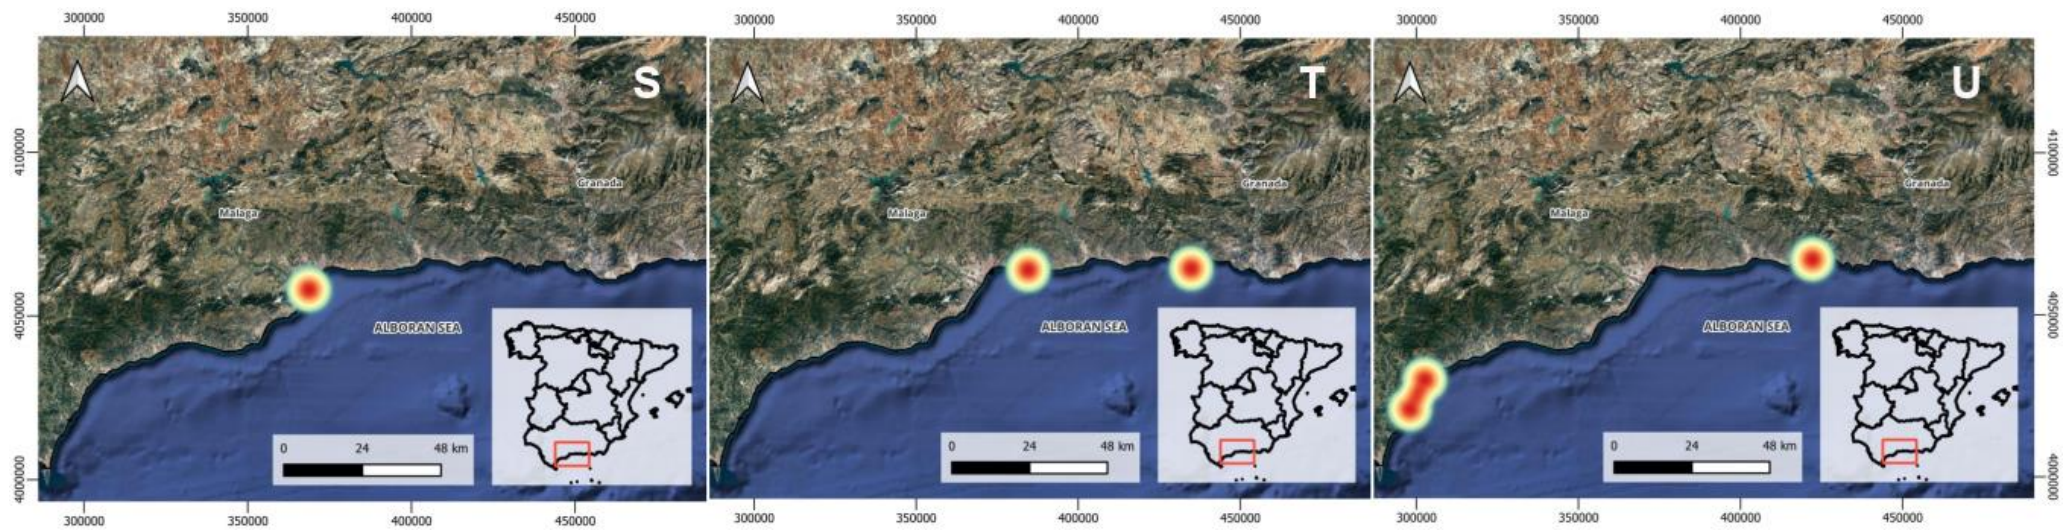 300000 350000 400000 450000 300000 350000 400000 450000 300000 350000 400000 450000
S T U
4100000 4100000
Granada Granada Granada
Malaga Malaga Malaga
4050000 4050000
ALBORAN SEA ALBORAN SEA ALBORAN SEA
0 24 48 km 0 24 48 km 0 24 48 km
4000000 4000000
300000 350000 400000 450000 300000 350000 400000 450000 300000 350000 400000 450000